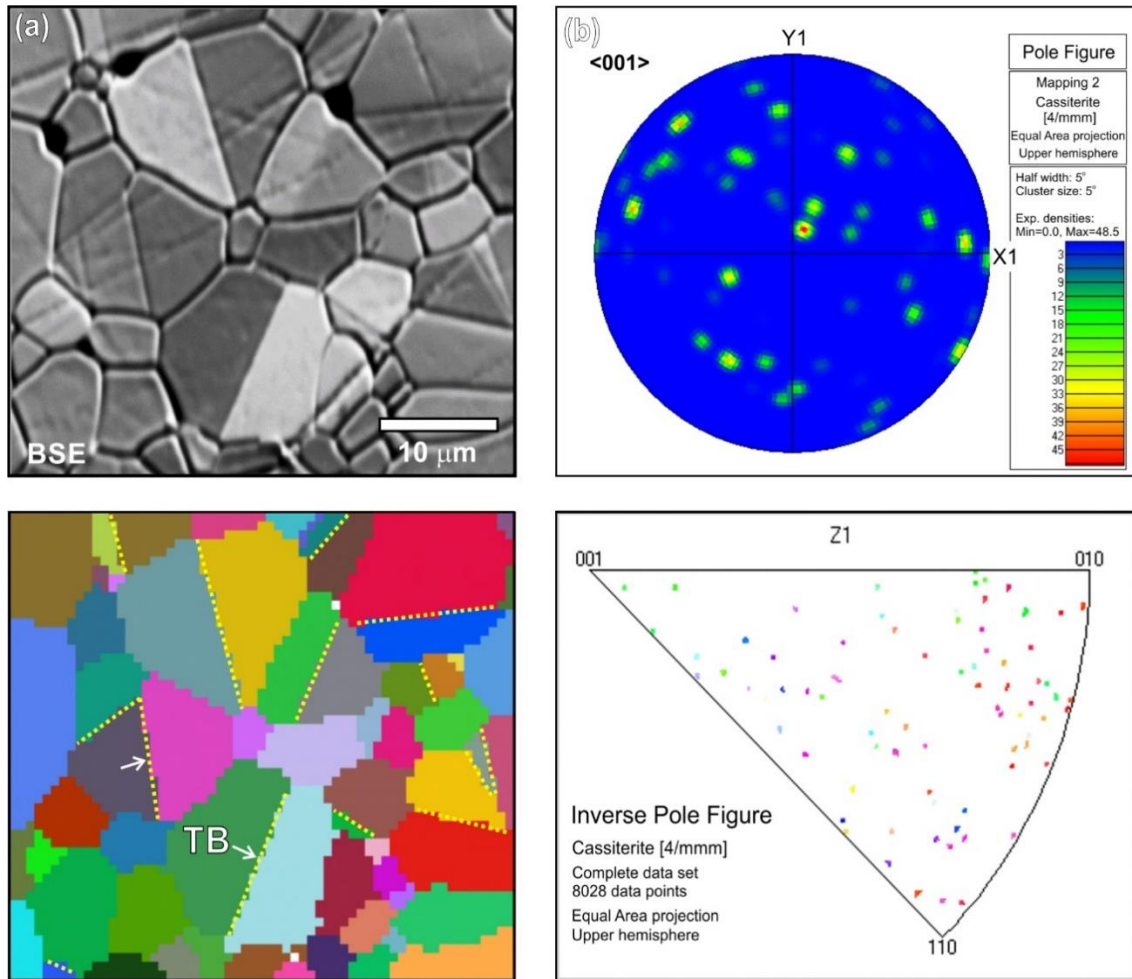 (a)
BSE
10 μm
(b)
<001>
Y1
X1
Pole Figure
Mapping 2
Cassiterite
[4/mmm]
Equal Area projection
Upper hemisphere
Half width: 5°
Cluster size: 5°
Exp. densities:
Min=0.0, Max=48.5
3
6
9
12
15
18
21
24
27
30
33
36
39
42
45
TB
Z1
001
010
110
Inverse Pole Figure
Cassiterite [4/mmm]
Complete data set
8028 data points
Equal Area projection
Upper hemisphere